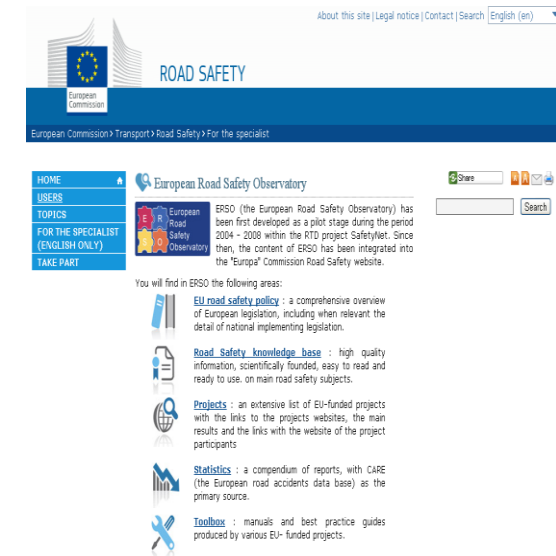 About this site | Legal notice | Contact | Search English (en)
European
Commission
ROAD SAFETY
European Commission > Transport > Road Safety > For the specialist
HOME
USERS
TOPICS
FOR THE SPECIALIST
(ENGLISH ONLY)
TAKE PART
European Road Safety Observatory
Share
A A
Search
E R S O
European
Road
Safety
Observatory
ERSO (the European Road Safety Observatory) has
been first developed as a pilot stage during the period
2004 - 2008 within the RTD project SafetyNet. Since
then, the content of ERSO has been integrated into
the "Europa" Commission Road Safety website.
You will find in ERSO the following areas:
EU road safety policy : a comprehensive overview
of European legislation, including when relevant the
detail of national implementing legislation.
Road Safety knowledge base : high quality
information, scientifically founded, easy to read and
ready to use. on main road safety subjects.
Projects : an extensive list of EU-funded projects
with the links to the projects websites, the main
results and the links with the website of the project
participants
Statistics : a compendium of reports, with CARE
(the European road accidents data base) as the
primary source.
Toolbox : manuals and best practice guides
produced by various EU- funded projects.